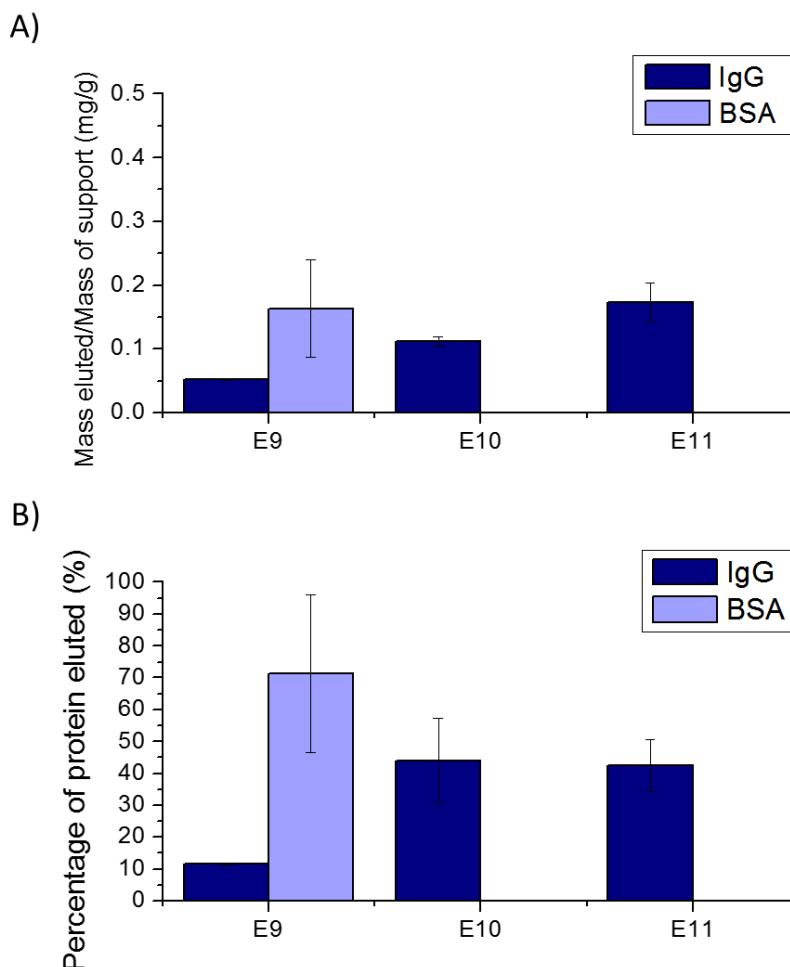 A)
IgG
BSA
Mass eluted/Mass of support (mg/g)
0.5
0.4
0.3
0.2
0.1
0.0
E9 E10 E11
B)
IgG
BSA
Percentage of protein eluted (%)
100
90
80
70
60
50
40
30
20
10
0
E9 E10 E11